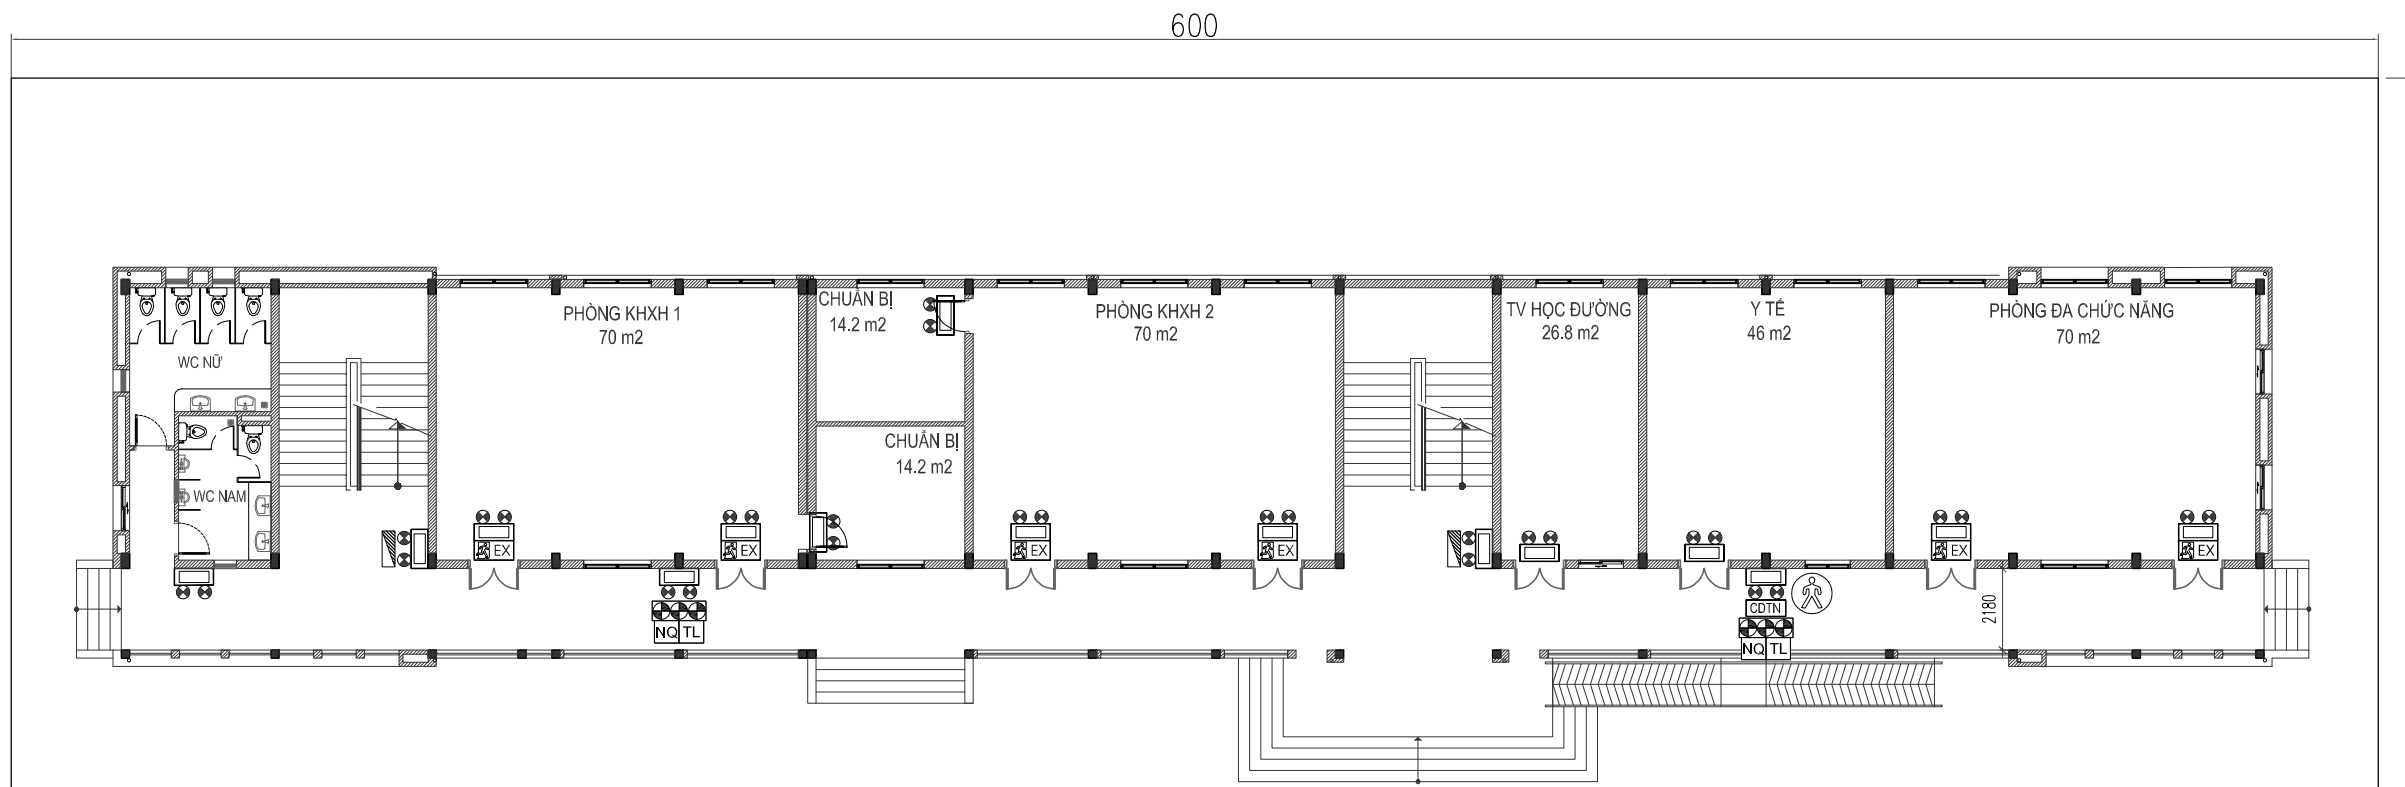 600
PHÒNG KHXH 1
70 m2
CHUẨN BỊ
14.2 m2
PHÒNG KHXH 2
70 m2
TV HỌC ĐƯỜNG
26.8 m2
Y TẾ
46 m2
PHÒNG ĐA CHỨC NĂNG
70 m2
WC NỮ
CHUẨN BỊ
14.2 m2
WC NAM
EX
EX
EX
EX
EX
EX
CDTN
2180
NQ TL
NQ TL